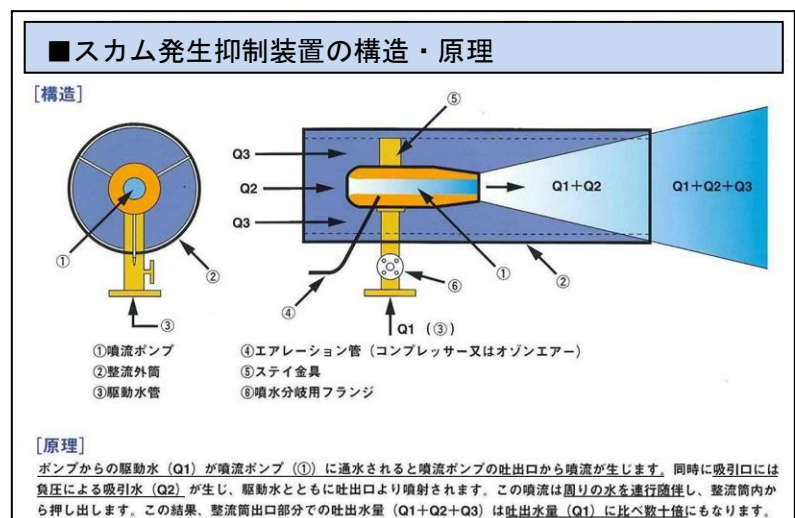 ■スカム発生抑制装置の構造・原理
[構造]
⑤
Q3
Q2
Q3
Q1+Q2
Q1+Q2+Q3
①
②
③
④
⑥
①
②
Q1 (③)
①噴流ポンプ
②整流外筒
③駆動水管
④エアレーション管（コンプレッサー又はオゾンエアー）
⑤ステイ金具
⑥噴水分岐用フランジ
[原理]
ポンプからの駆動水（Q1）が噴流ポンプ（①）に通水されると噴流ポンプの吐出口から噴流が生じます。同時に吸引口には
負圧による吸引水（Q2）が生じ、駆動水とともに吐出口より噴射されます。この噴流は周りの水を連行随伴し、整流筒内か
ら押し出します。この結果、整流筒出口部分での吐出水量（Q1+Q2+Q3）は吐出水量（Q1）に比べ数十倍にもなります。